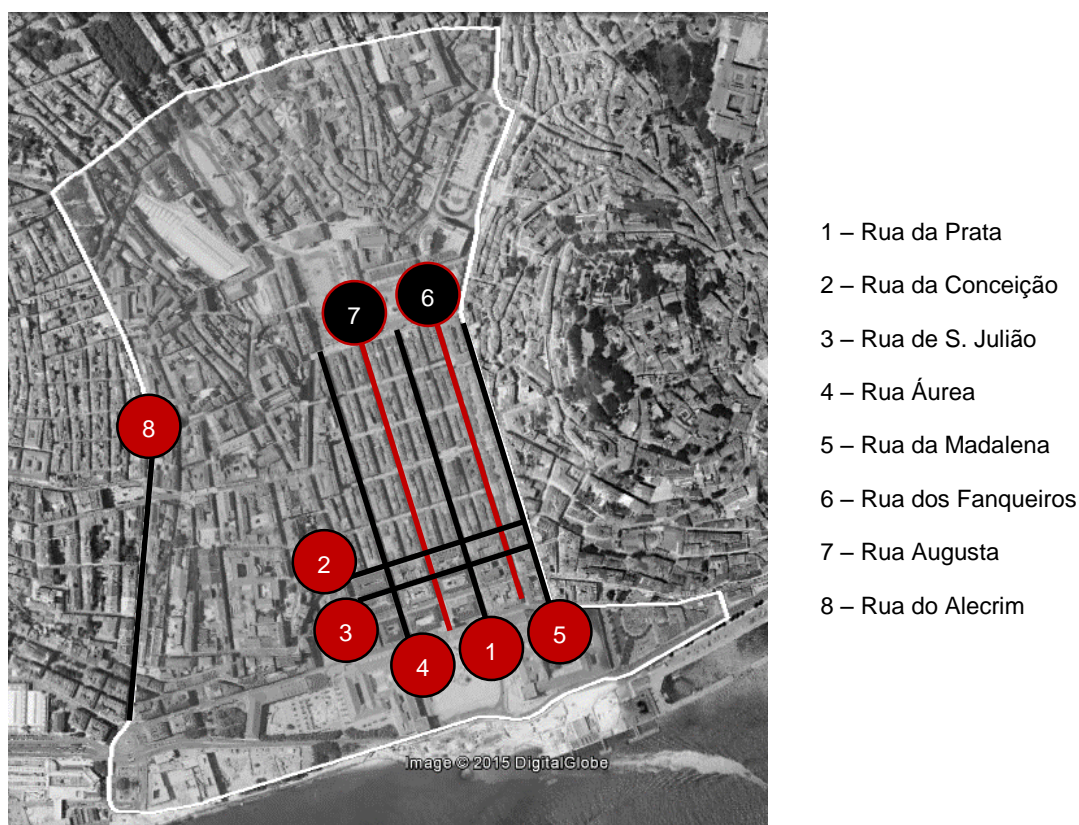 7
6
8
2
3
4
1
5
Image © 2015 DigitalGlobe
1 – Rua da Prata
2 – Rua da Conceição
3 – Rua de S. Julião
4 – Rua Áurea
5 – Rua da Madalena
6 – Rua dos Fanqueiros
7 – Rua Augusta
8 – Rua do Alecrim